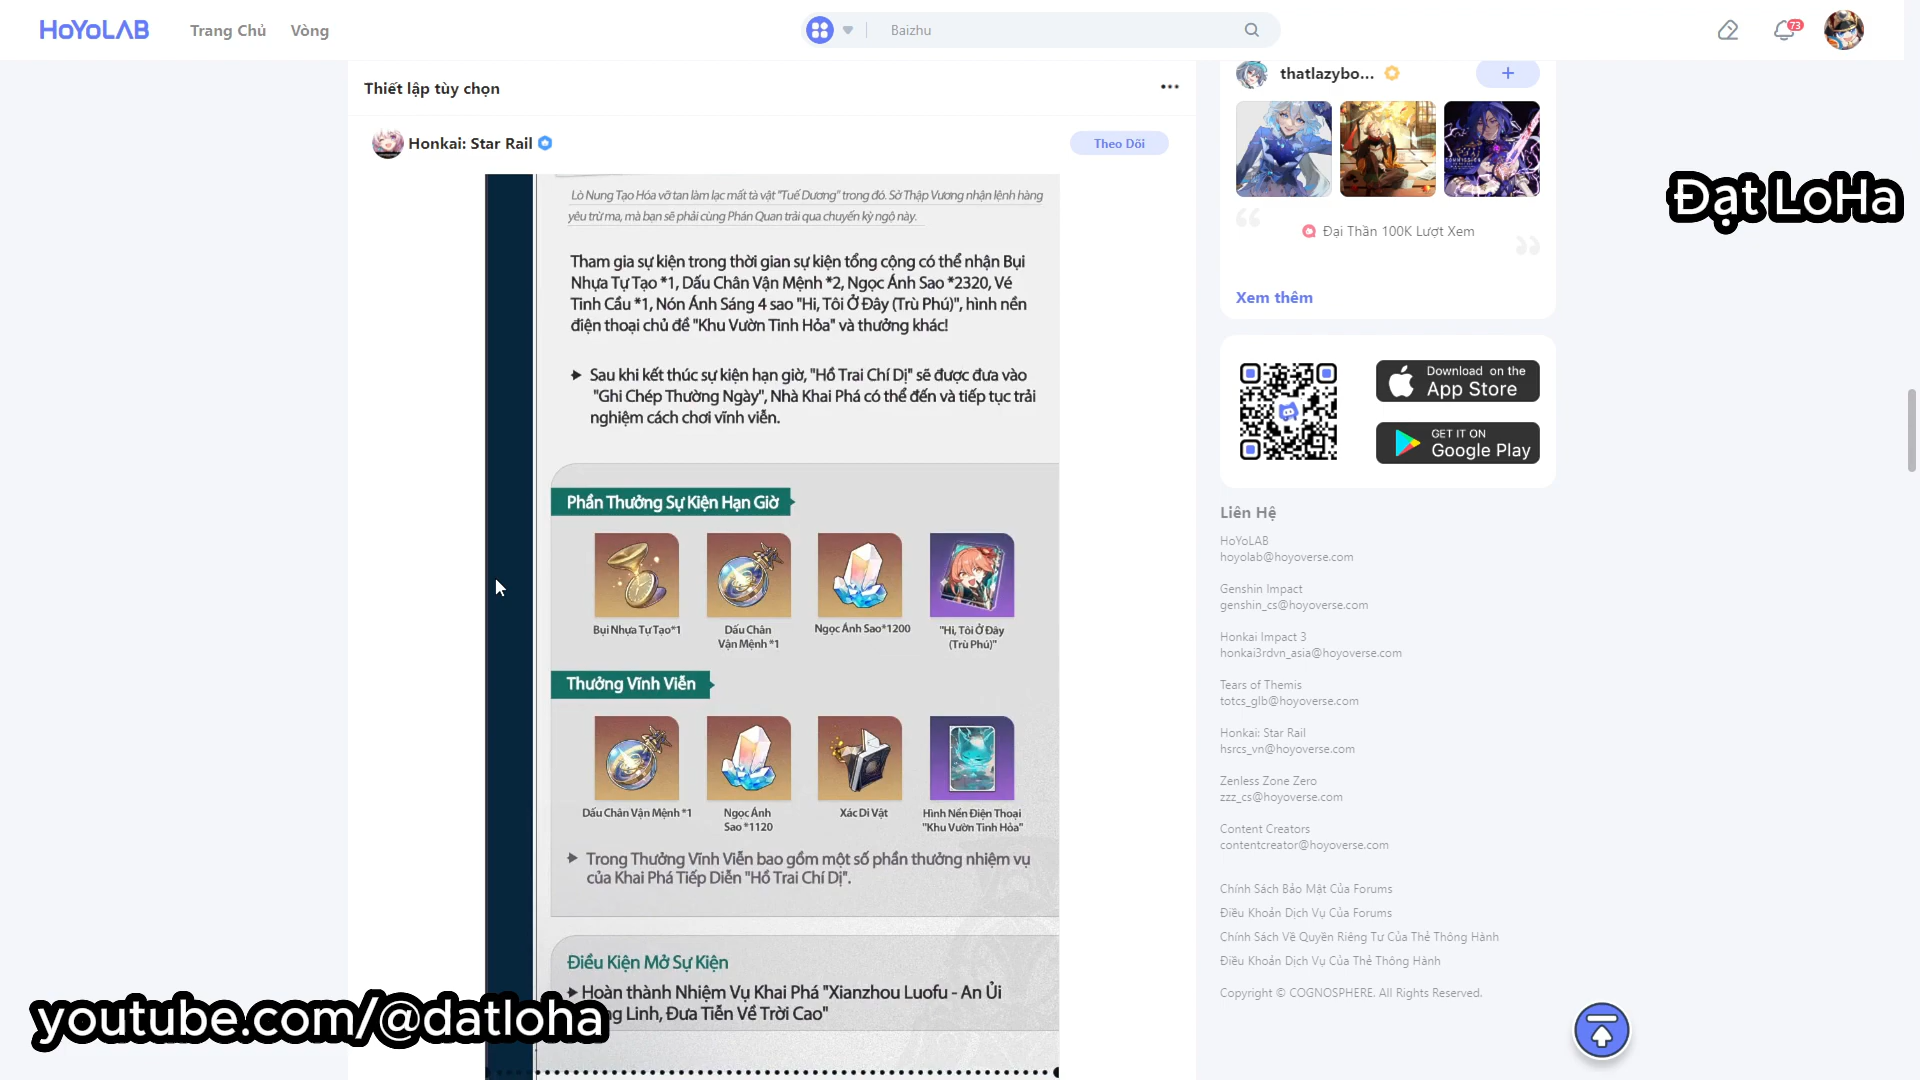 HoYoLAB
Trang Chủ
Vòng
Baizhu
73
Thiết lập tùy chọn
Honkai: Star Rail
Theo Dõi
Lò Nung Tạo Hóa vỡ tan làm lạc mất tà vật "Tuế Dương" trong đó. Sở Thập Vương nhận lệnh hàng
yêu trừ ma, mà bạn sẽ phải cùng Phán Quan trải qua chuyến kỳ ngộ này.
Tham gia sự kiện trong thời gian sự kiện tổng cộng có thể nhận Bụi
Nhựa Tự Tạo *1, Dấu Chân Vận Mệnh *2, Ngọc Ánh Sao *2320, Vé
Tinh Cầu *1, Nón Ánh Sáng 4 sao "Hi, Tôi Ở Đây (Trù Phú)", hình nền
điện thoại chủ đề "Khu Vườn Tinh Hỏa" và thưởng khác!
Sau khi kết thúc sự kiện hạn giờ, "Hồ Trai Chí Dị" sẽ được đưa vào
"Ghi Chép Thường Ngày", Nhà Khai Phá có thể đến và tiếp tục trải
nghiệm cách chơi vĩnh viễn.
Phần Thưởng Sự Kiện Hạn Giờ
Bụi Nhựa Tự Tạo*1
Dấu Chân
Vận Mệnh *1
Ngọc Ánh Sao*1200
"Hi, Tôi Ở Đây
(Trù Phú)"
Thưởng Vĩnh Viễn
Dấu Chân Vận Mệnh *1
Ngọc Ánh
Sao *1120
Xác Di Vật
Hình Nền Điện Thoại
"Khu Vườn Tinh Hỏa"
Trong Thưởng Vĩnh Viễn bao gồm một số phần thưởng nhiệm vụ
của Khai Phá Tiếp Diễn "Hồ Trai Chí Dị".
Điều Kiện Mở Sự Kiện
Hoàn thành Nhiệm Vụ Khai Phá "Xianzhou Luofu - An Ủi
Linh, Đưa Tiễn Về Trời Cao"
thatlazybo...
Đại Thần 100K Lượt Xem
Xem thêm
Download on the
App Store
GET IT ON
Google Play
Liên Hệ
HoYoLAB
hoyolab@hoyoverse.com
Genshin Impact
genshin_cs@hoyoverse.com
Honkai Impact 3
honkai3rdvn_asia@hoyoverse.com
Tears of Themis
totcs_glb@hoyoverse.com
Honkai: Star Rail
hsrcs_vn@hoyoverse.com
Zenless Zone Zero
zzz_cs@hoyoverse.com
Content Creators
contentcreator@hoyoverse.com
Chính Sách Bảo Mật Của Forums
Điều Khoản Dịch Vụ Của Forums
Chính Sách Về Quyền Riêng Tư Của Thẻ Thông Hành
Điều Khoản Dịch Vụ Của Thẻ Thông Hành
Copyright © COGNOSPHERE. All Rights Reserved.
Đạt LoHa
youtube.com/@datloha